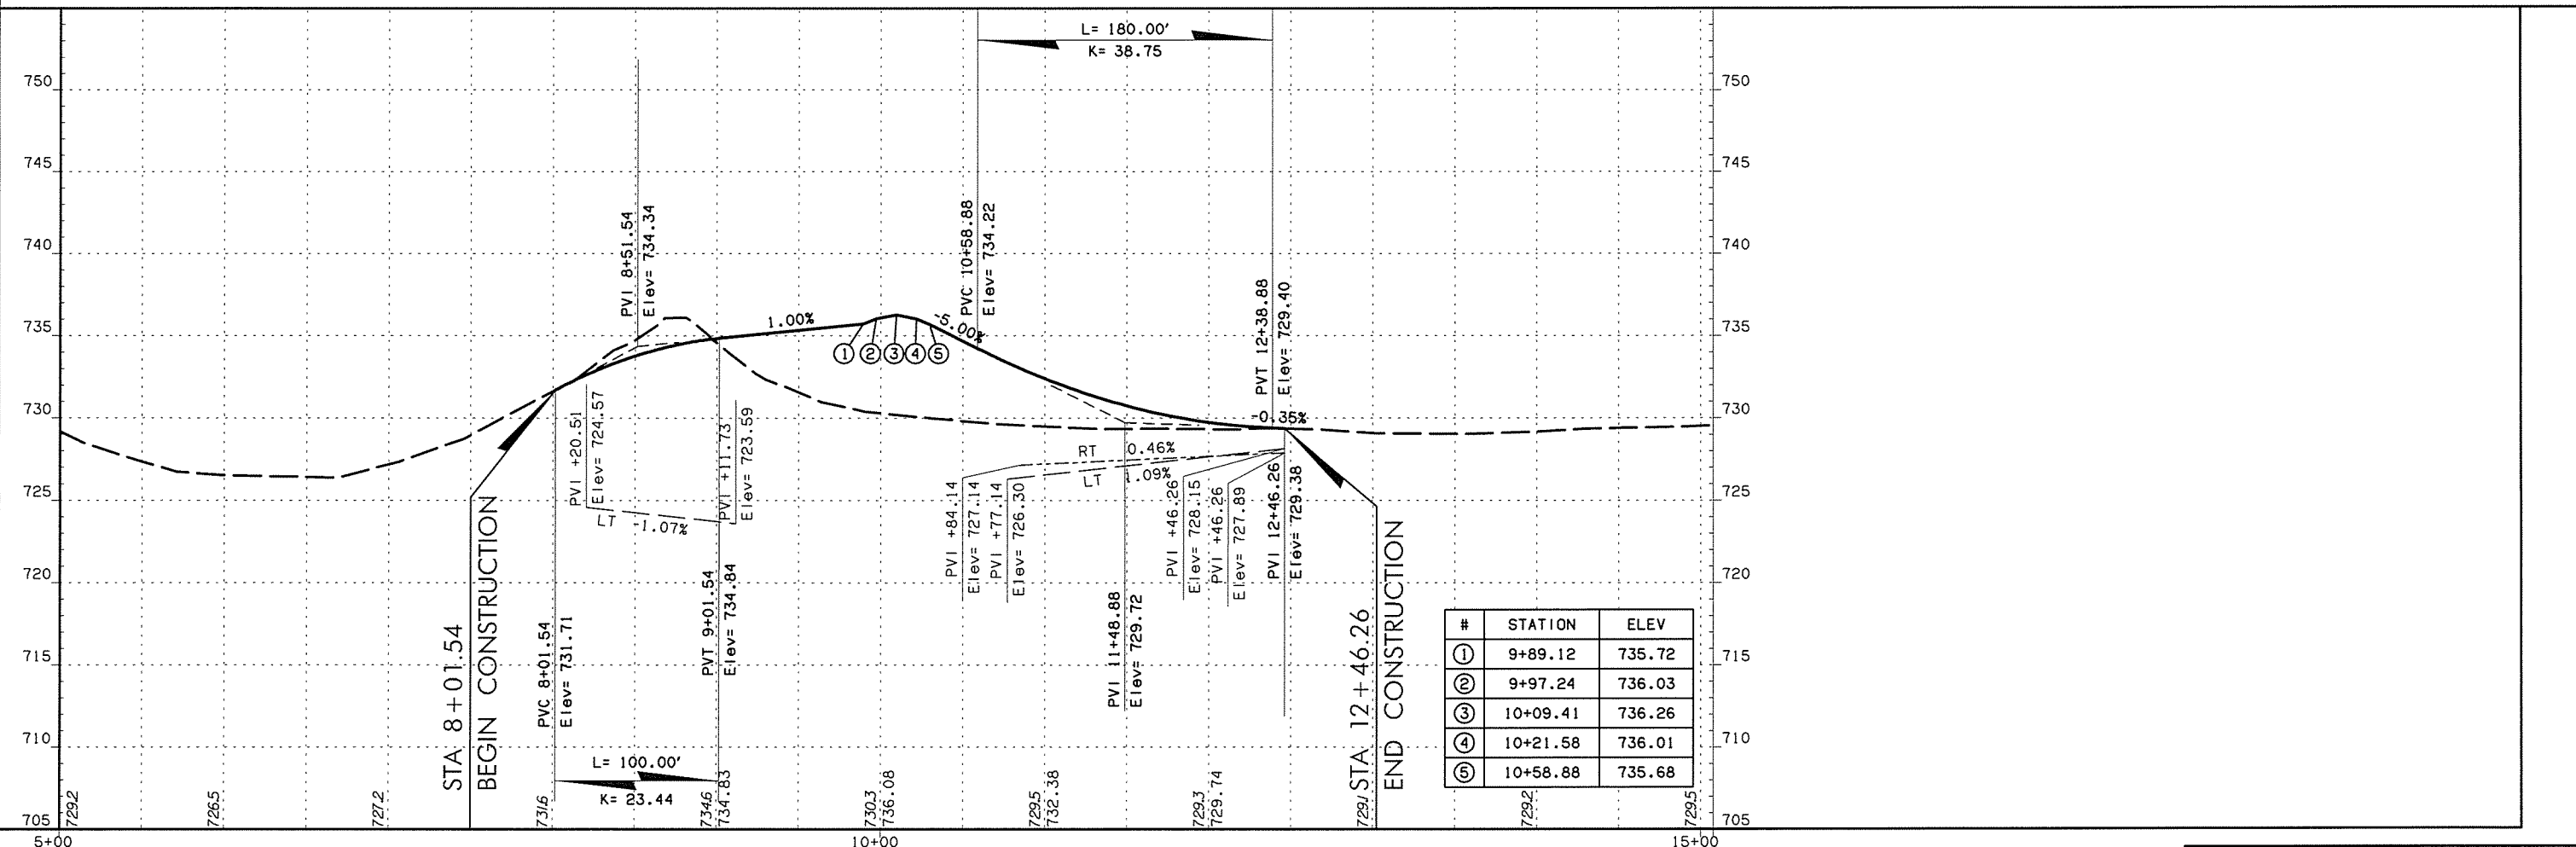 L= 180.00'
K= 38.75
750
750
745
745
740
740
735
735
730
730
725
725
720
720
715
715
710
710
705
705
PVI 8+51.54
Elev= 734.34
PVC 10+58.88
Elev= 734.22
PVT 12+38.88
Elev= 729.40
1.00%
-5.00%
-0.35%
1
2
3
4
5
PVI +20.51
Elev= 724.57
PVI +11.73
Elev= 723.59
LT -1.07%
RT 0.46%
LT 1.09%
PVI +84.14
Elev= 727.14
PVI +77.14
Elev= 726.30
PVI +46.26
Elev= 728.15
PVI +46.26
Elev= 727.89
PVI 12+46.26
Elev= 729.38
PVI 11+48.88
Elev= 729.72
STA 8+01.54
BEGIN CONSTRUCTION
PVC 8+01.54
Elev= 731.71
PVT 9+01.54
Elev= 734.84
L= 100.00'
K= 23.44
STA 12+46.26
END CONSTRUCTION
# STATION ELEV
1 9+89.12 735.72
2 9+97.24 736.03
3 10+09.41 736.26
4 10+21.58 736.01
5 10+58.88 735.68
729.2
726.5
727.2
731.6
734.6
734.83
730.3
736.08
729.5
732.38
729.3
729.74
729.1
729.2
729.5
5+00
10+00
15+00